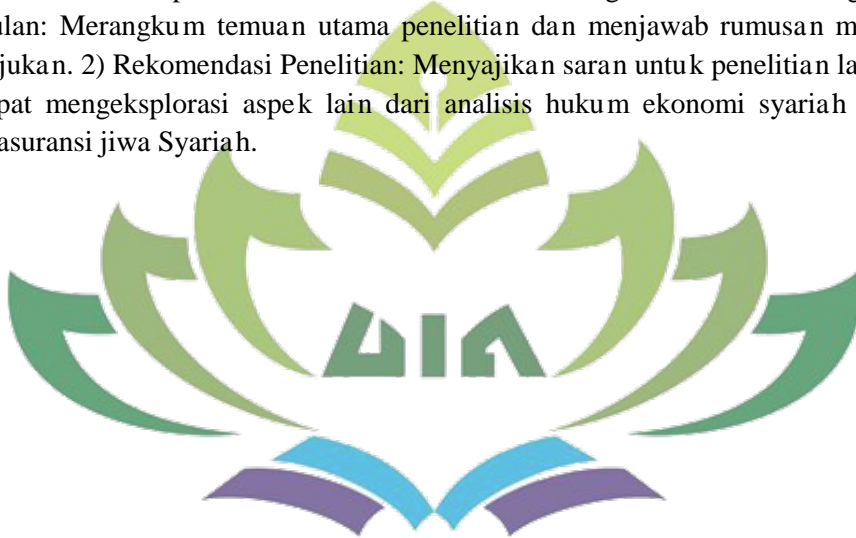 ulan: Merangkum temuan utama penelitian dan menjawab rumusan m
jukan. 2) Rekomendasi Penelitian: Menyajikan saran untuk penelitian la
pat mengeksplorasi aspek lain dari analisis hukum ekonomi syariah
asuransi jiwa Syariah.
UIN